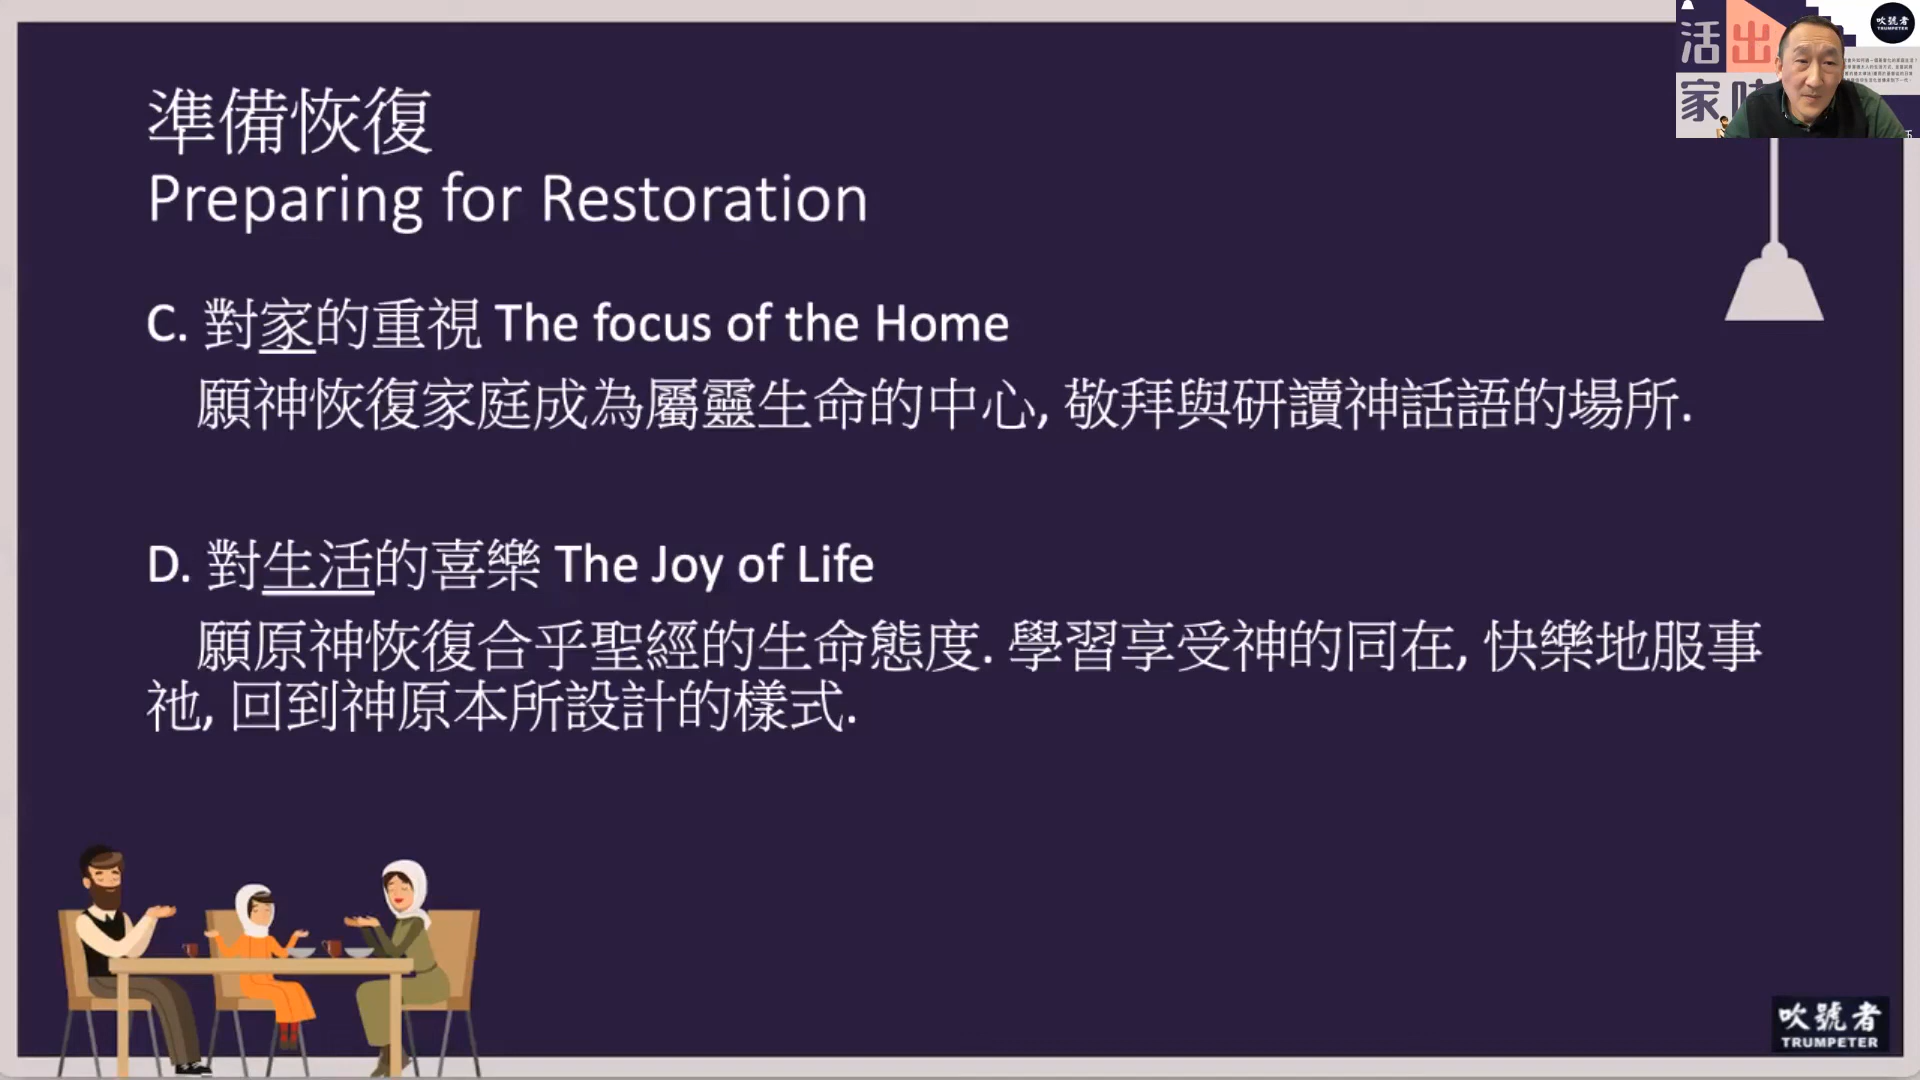 準備恢復
Preparing for Restoration
C. 對家的重視 The focus of the Home
願神恢復家庭成為屬靈生命的中心, 敬拜與研讀神話語的場所.
D. 對生活的喜樂 The Joy of Life
願原神恢復合乎聖經的生命態度. 學習享受神的同在, 快樂地服事
祂, 回到神原本所設計的樣式.
活出
家
吹號者
TRUMPETER
吹號者
TRUMPETER